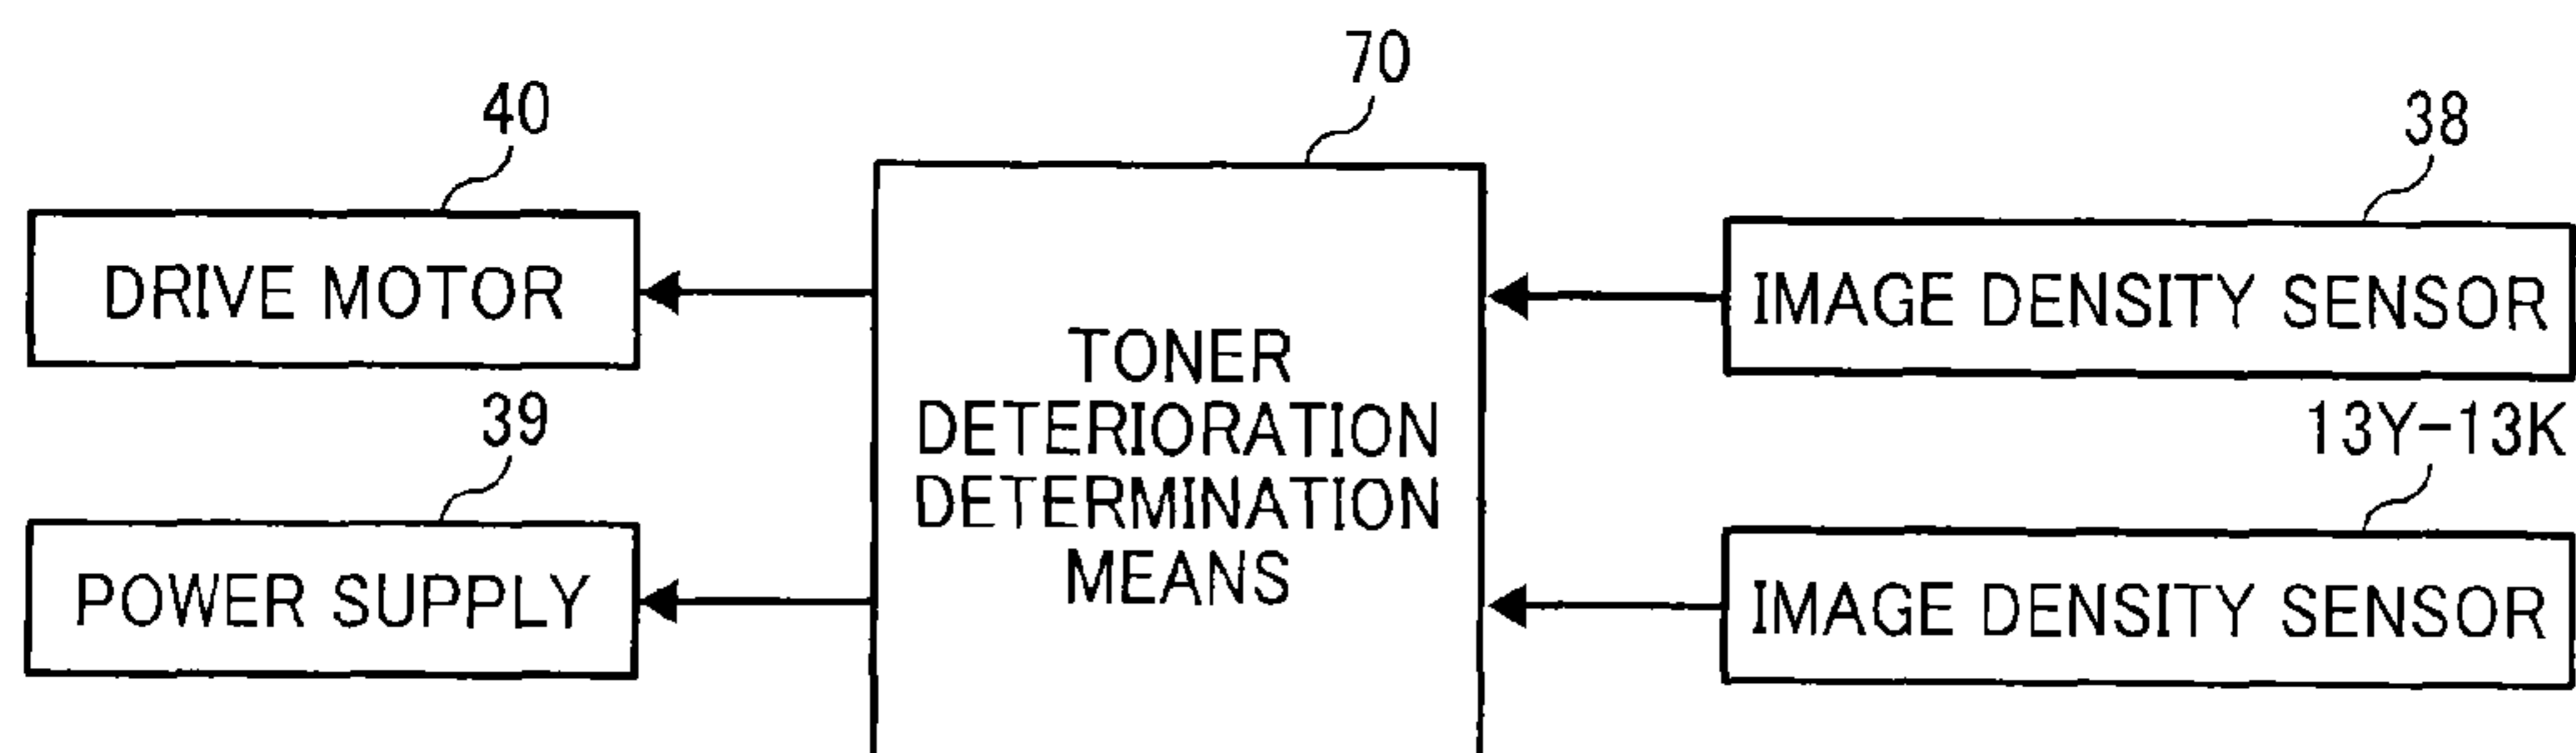 40
DRIVE MOTOR
39
POWER SUPPLY
70
TONER
DETERIORATION
DETERMINATION
MEANS
38
IMAGE DENSITY SENSOR
13Y-13K
IMAGE DENSITY SENSOR